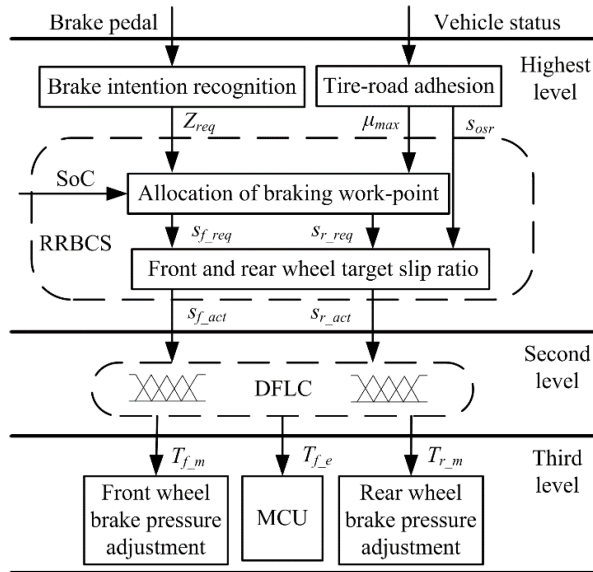 Brake pedal
Vehicle status
Highest
level
Brake intention recognition
Tire-road adhesion
Z_req
μ_max
s_osr
SoC
Allocation of braking work-point
RRBCS
s_f_req
s_r_req
Front and rear wheel target slip ratio
s_f_act
s_r_act
Second
level
DFLC
T_f_m
T_f_e
T_r_m
Third
level
Front wheel
brake pressure
adjustment
MCU
Rear wheel
brake pressure
adjustment